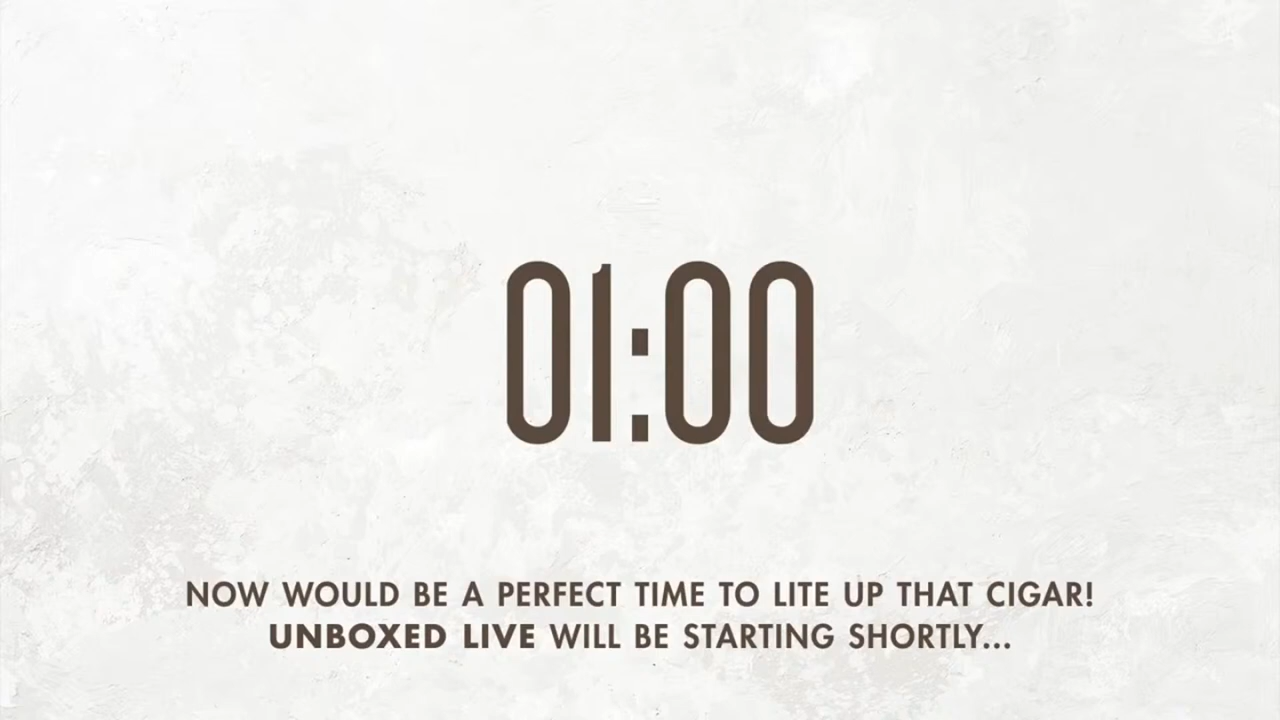 01:00
NOW WOULD BE A PERFECT TIME TO LITE UP THAT CIGAR!
UNBOXED LIVE WILL BE STARTING SHORTLY...